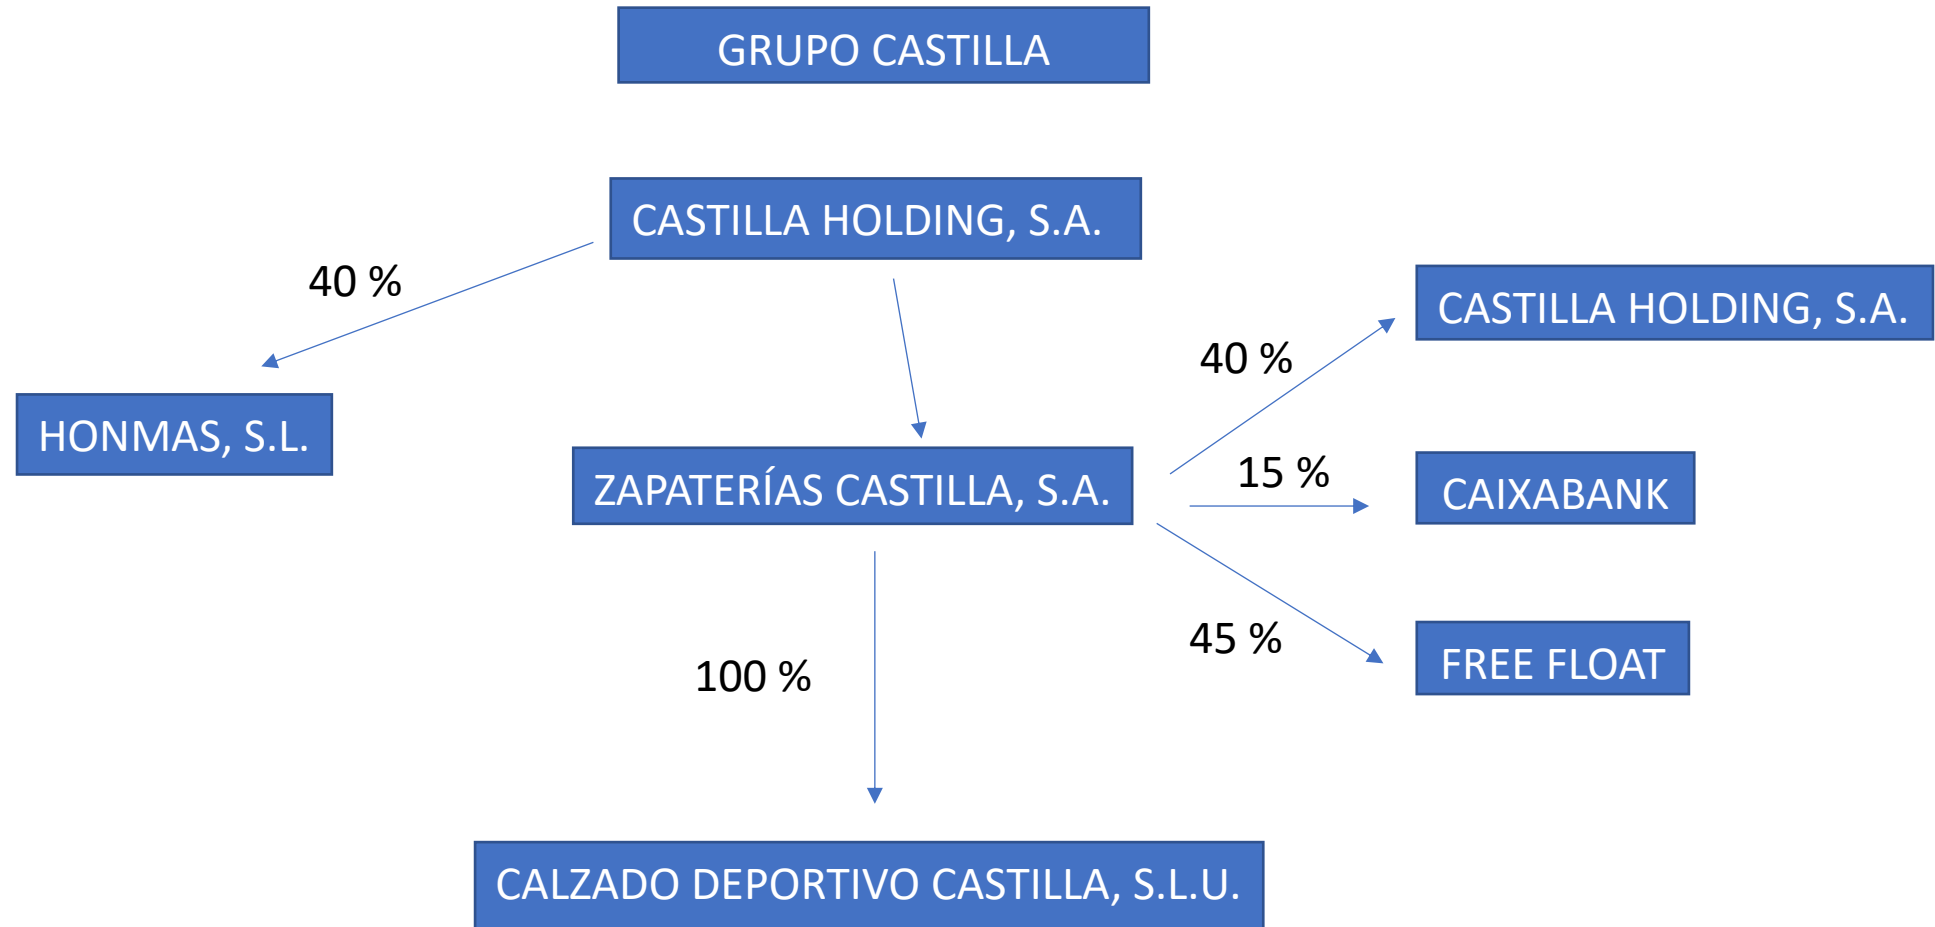 GRUPO CASTILLA
CASTILLA HOLDING, S.A.
40 %
CASTILLA HOLDING, S.A.
40 %
HONMAS, S.L.
ZAPATERÍAS CASTILLA, S.A.
15 %
CAIXABANK
45 %
FREE FLOAT
100 %
CALZADO DEPORTIVO CASTILLA, S.L.U.